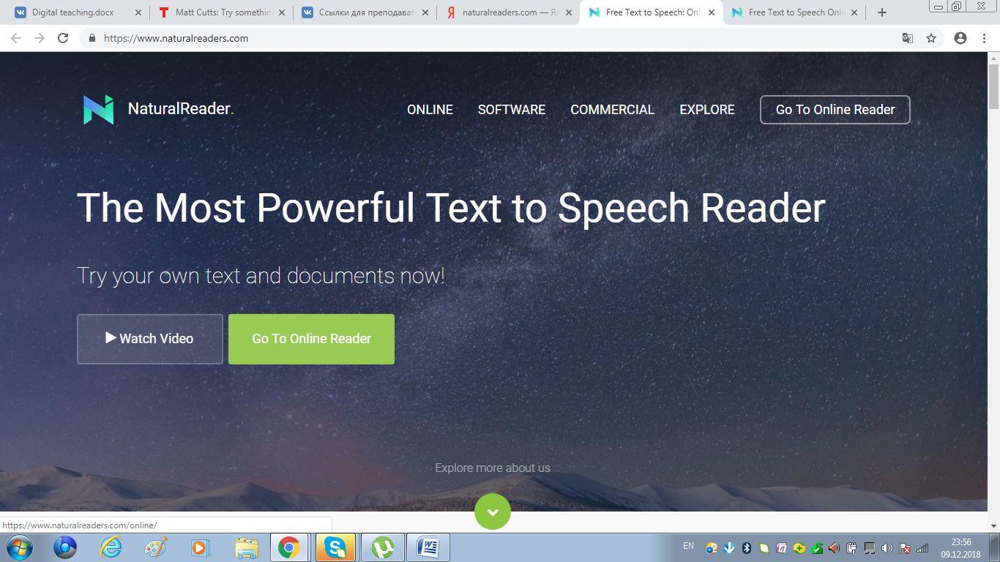 Digital teaching.docx
Matt Cutts: Try somethin
Ссылки для преподават
naturalreaders.com — Ян
Free Text to Speech: Onl
Free Text to Speech Onli
https://www.naturalreaders.com
NaturalReader.
ONLINE
SOFTWARE
COMMERCIAL
EXPLORE
Go To Online Reader
The Most Powerful Text to Speech Reader
Try your own text and documents now!
Watch Video
Go To Online Reader
Explore more about us
https://www.naturalreaders.com/online/
EN
23:56
09.12.2018